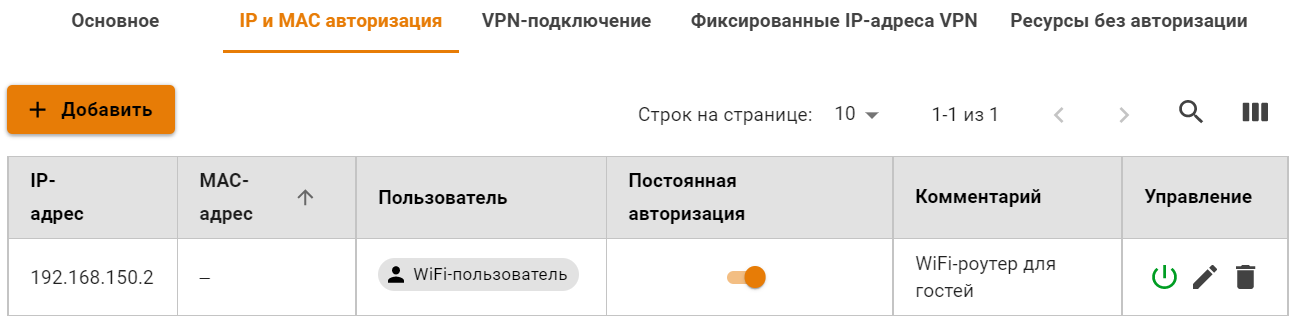 Основное IP и MAC авторизация VPN-подключение Фиксированные IP-адреса VPN Ресурсы без авторизации
+ Добавить
Строк на странице: 10 1-1 из 1
IP-адрес MAC-адрес Пользователь Постоянная авторизация Комментарий Управление
192.168.150.2 – WiFi-пользователь WiFi-роутер для гостей